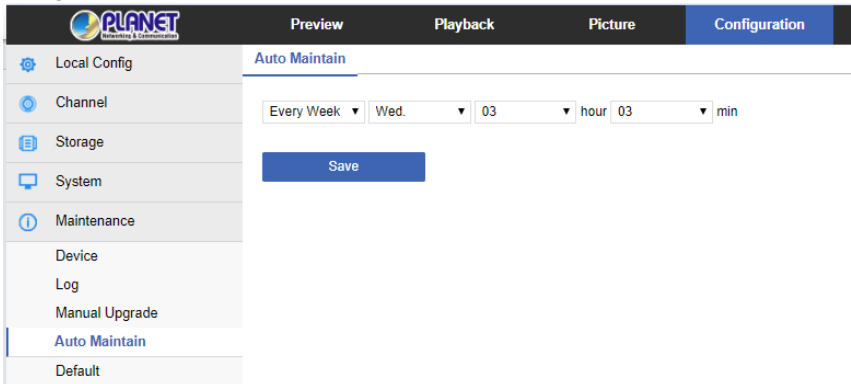 PLANET
Networking & Communication
Preview Playback Picture Configuration
Local Config
Channel
Storage
System
Maintenance
Device
Log
Manual Upgrade
Auto Maintain
Default
Auto Maintain
Every Week Wed. 03 hour 03 min
Save